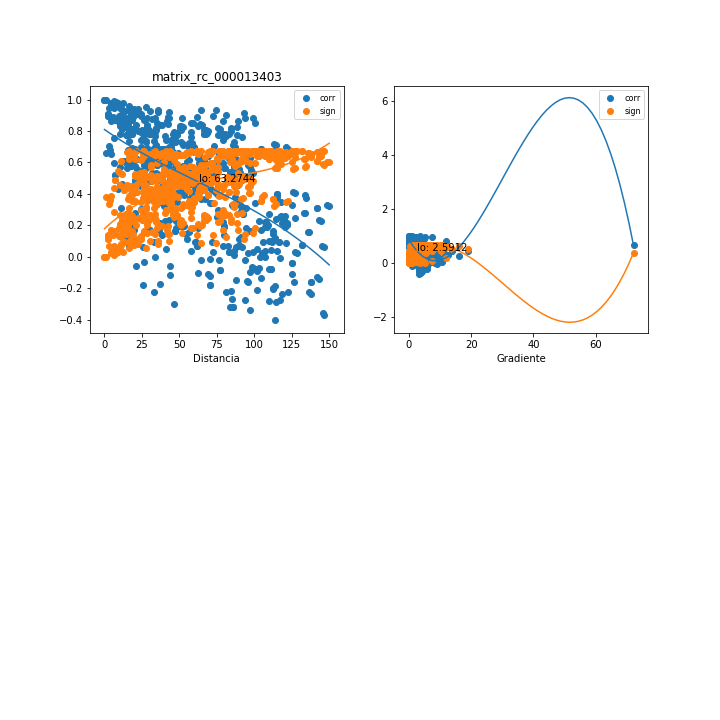 matrix_rc_000013403
corr
sign
1.0
0.8
0.6
0.4
0.2
0.0
−0.2
−0.4
lo: 63.2744
0
25
50
75
100
125
150
Distancia
corr
sign
6
4
2
0
−2
lo: 2.5912
0
20
40
60
Gradiente